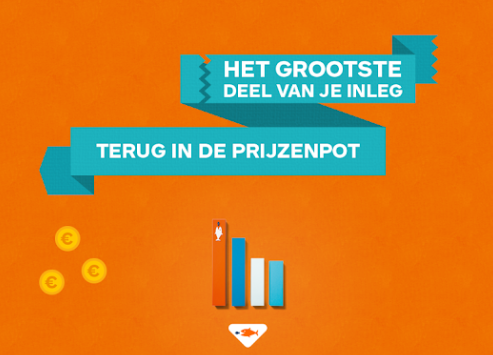 HET GROOTSTE
DEEL VAN JE INLEG
TERUG IN DE PRIJZENPOT
€
€
€